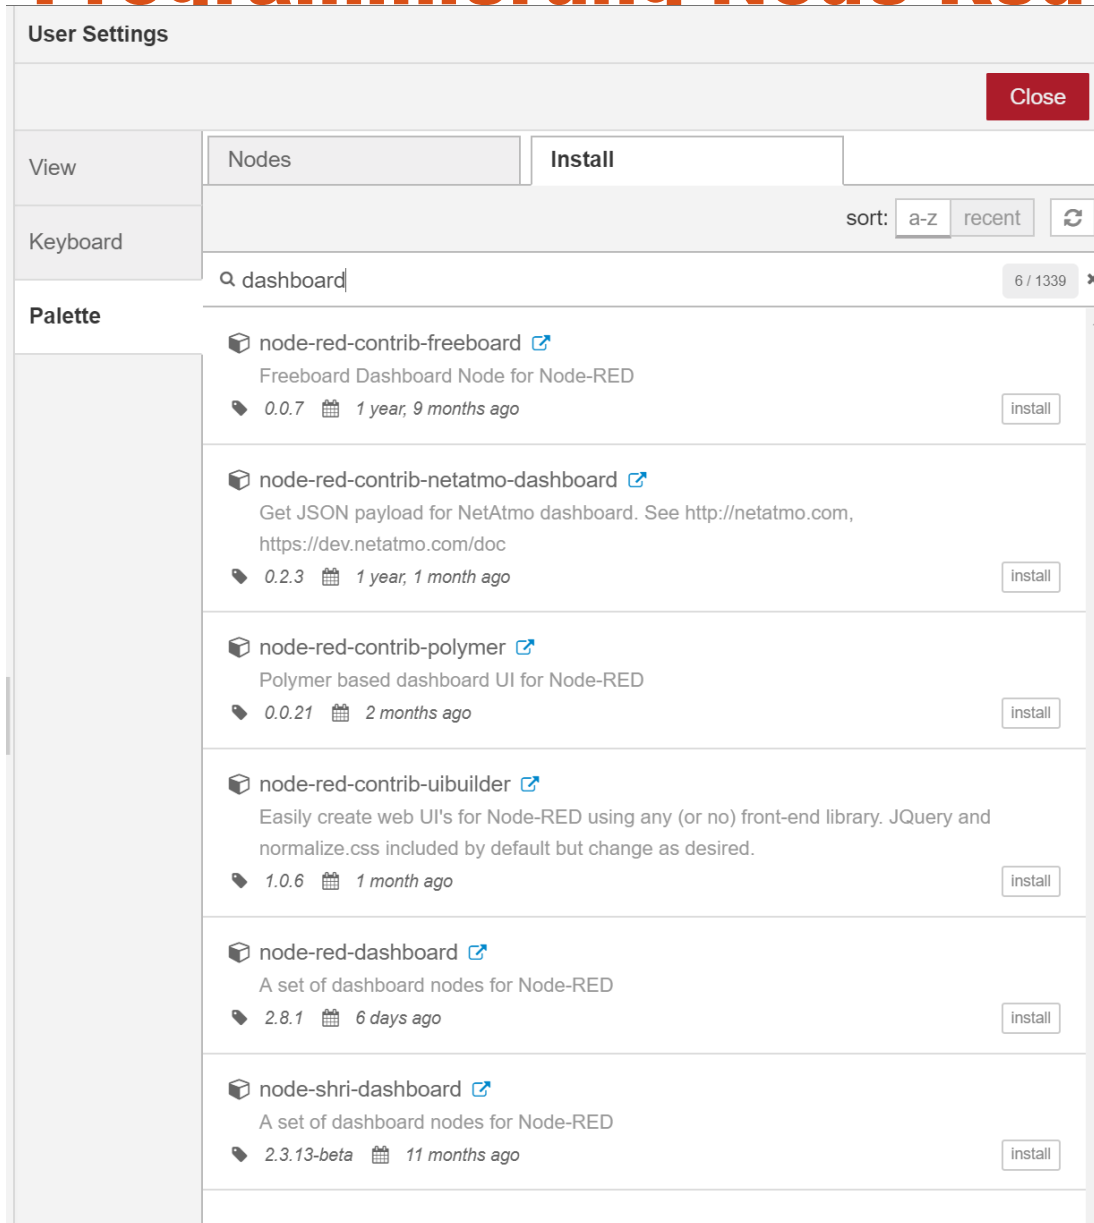 Programmierung Node-Red
User Settings
Close
View
Keyboard
Palette
Nodes
Install
sort: a-z recent
dashboard
6 / 1339
node-red-contrib-freeboard
Freeboard Dashboard Node for Node-RED
0.0.7 1 year, 9 months ago
install
node-red-contrib-netatmo-dashboard
Get JSON payload for NetAtmo dashboard. See http://netatmo.com,
https://dev.netatmo.com/doc
0.2.3 1 year, 1 month ago
install
node-red-contrib-polymer
Polymer based dashboard UI for Node-RED
0.0.21 2 months ago
install
node-red-contrib-uibuilder
Easily create web UI's for Node-RED using any (or no) front-end library. JQuery and
normalize.css included by default but change as desired.
1.0.6 1 month ago
install
node-red-dashboard
A set of dashboard nodes for Node-RED
2.8.1 6 days ago
install
node-shri-dashboard
A set of dashboard nodes for Node-RED
2.3.13-beta 11 months ago
install